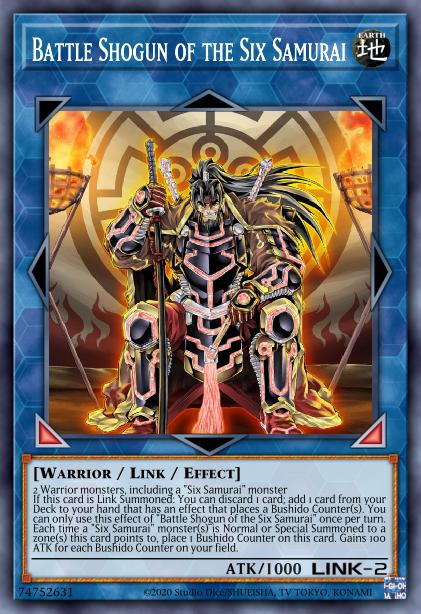 BATTLE SHOGUN OF THE SIX SAMURAI
EARTH
地
[WARRIOR / LINK / EFFECT]
2 Warrior monsters, including a "Six Samurai" monster
If this card is Link Summoned: You can discard 1 card; add 1 card from your
Deck to your hand that has an effect that places a Bushido Counter(s). You
can only use this effect of "Battle Shogun of the Six Samurai" once per turn.
Each time a "Six Samurai" monster(s) is Normal or Special Summoned to a
zone(s) this card points to, place 1 Bushido Counter on this card. Gains 100
ATK for each Bushido Counter on your field.
ATK/1000 LINK-2
74752631 ©2020 Studio Dice/SHUEISHA, TV TOKYO, KONAMI